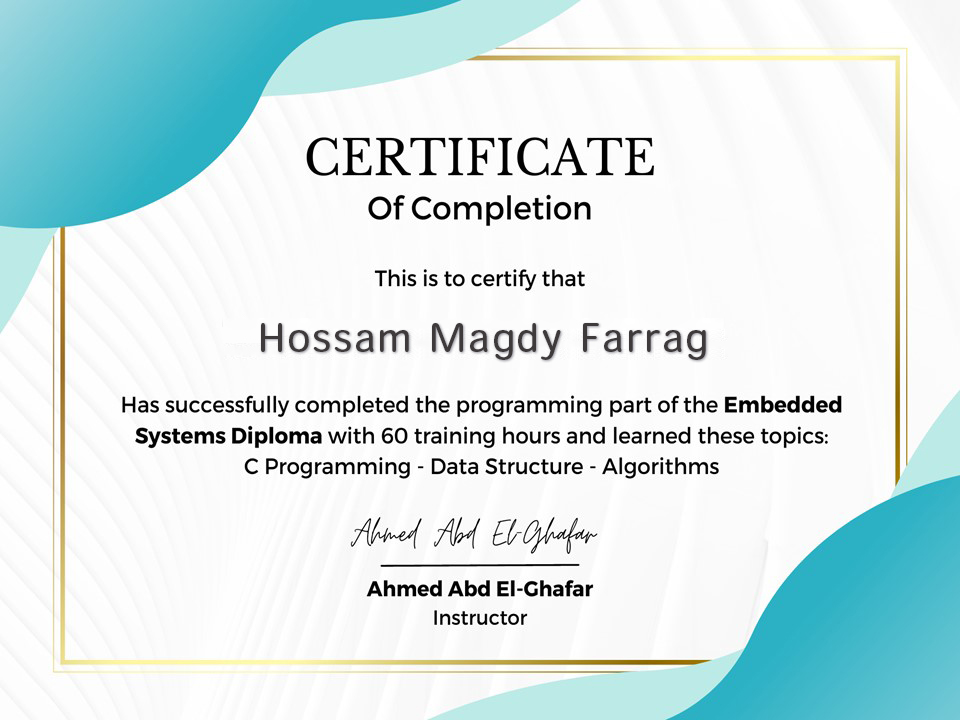 CERTIFICATE
Of Completion
This is to certify that
Hossam Magdy Farrag
Has successfully completed the programming part of the Embedded
Systems Diploma with 60 training hours and learned these topics:
C Programming - Data Structure - Algorithms
Ahmed Abd El-Ghafar
Ahmed Abd El-Ghafar
Instructor